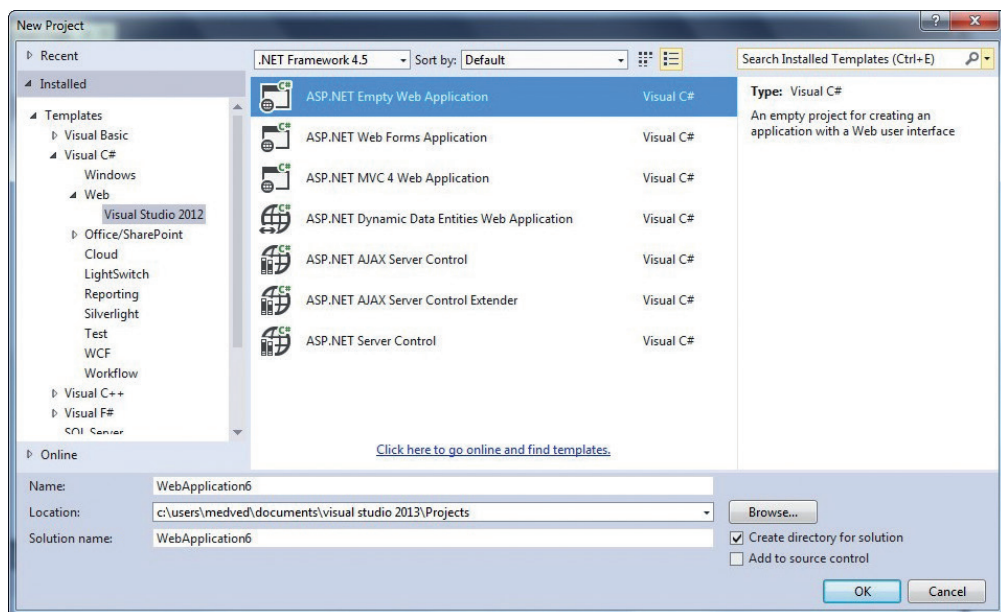 New Project
Recent
.NET Framework 4.5
Sort by: Default
Search Installed Templates (Ctrl+E)
Installed
Templates
Visual Basic
Visual C#
Windows
Web
Visual Studio 2012
Office/SharePoint
Cloud
LightSwitch
Reporting
Silverlight
Test
WCF
Workflow
Visual C++
Visual F#
SQL Server
Online
ASP.NET Empty Web Application Visual C#
ASP.NET Web Forms Application Visual C#
ASP.NET MVC 4 Web Application Visual C#
ASP.NET Dynamic Data Entities Web Application Visual C#
ASP.NET AJAX Server Control Visual C#
ASP.NET AJAX Server Control Extender Visual C#
ASP.NET Server Control Visual C#
Click here to go online and find templates.
Type: Visual C#
An empty project for creating an
application with a Web user interface
Name: WebApplication6
Location: c:\users\medved\documents\visual studio 2013\Projects
Browse...
Solution name: WebApplication6
Create directory for solution
Add to source control
OK
Cancel